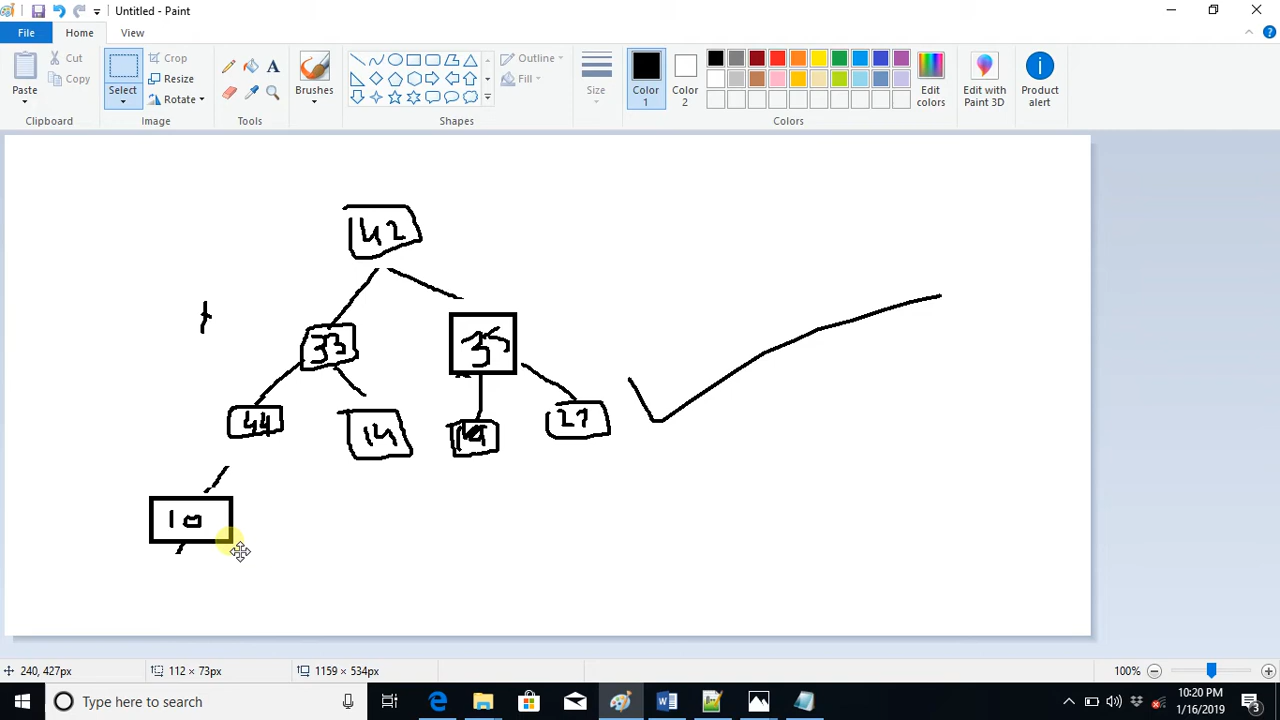 Untitled - Paint
File Home View
Paste Cut Copy
Select Crop Resize Rotate
Brushes
Outline Fill
Size
Color 1
Color 2
Edit colors
Edit with Paint 3D
Product alert
Clipboard Image Tools Shapes Colors
42
33 35
44 14 27
10
240, 427px 112 × 73px 1159 × 534px 100%
Type here to search
10:20 PM
1/16/2019
3